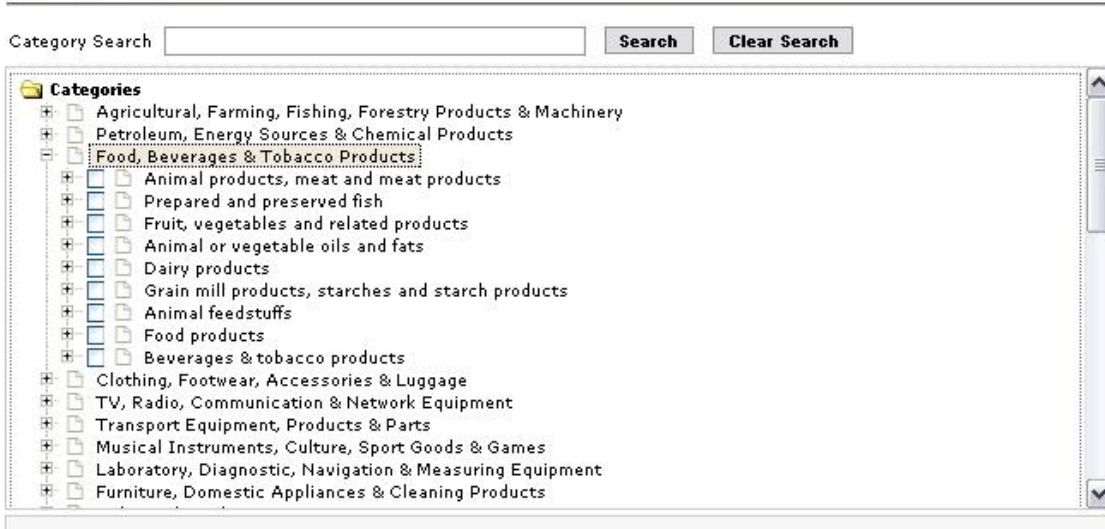 Category Search Search Clear Search
Categories
Agricultural, Farming, Fishing, Forestry Products & Machinery
Petroleum, Energy Sources & Chemical Products
Food, Beverages & Tobacco Products
Animal products, meat and meat products
Prepared and preserved fish
Fruit, vegetables and related products
Animal or vegetable oils and fats
Dairy products
Grain mill products, starches and starch products
Animal feedstuffs
Food products
Beverages & tobacco products
Clothing, Footwear, Accessories & Luggage
TV, Radio, Communication & Network Equipment
Transport Equipment, Products & Parts
Musical Instruments, Culture, Sport Goods & Games
Laboratory, Diagnostic, Navigation & Measuring Equipment
Furniture, Domestic Appliances & Cleaning Products